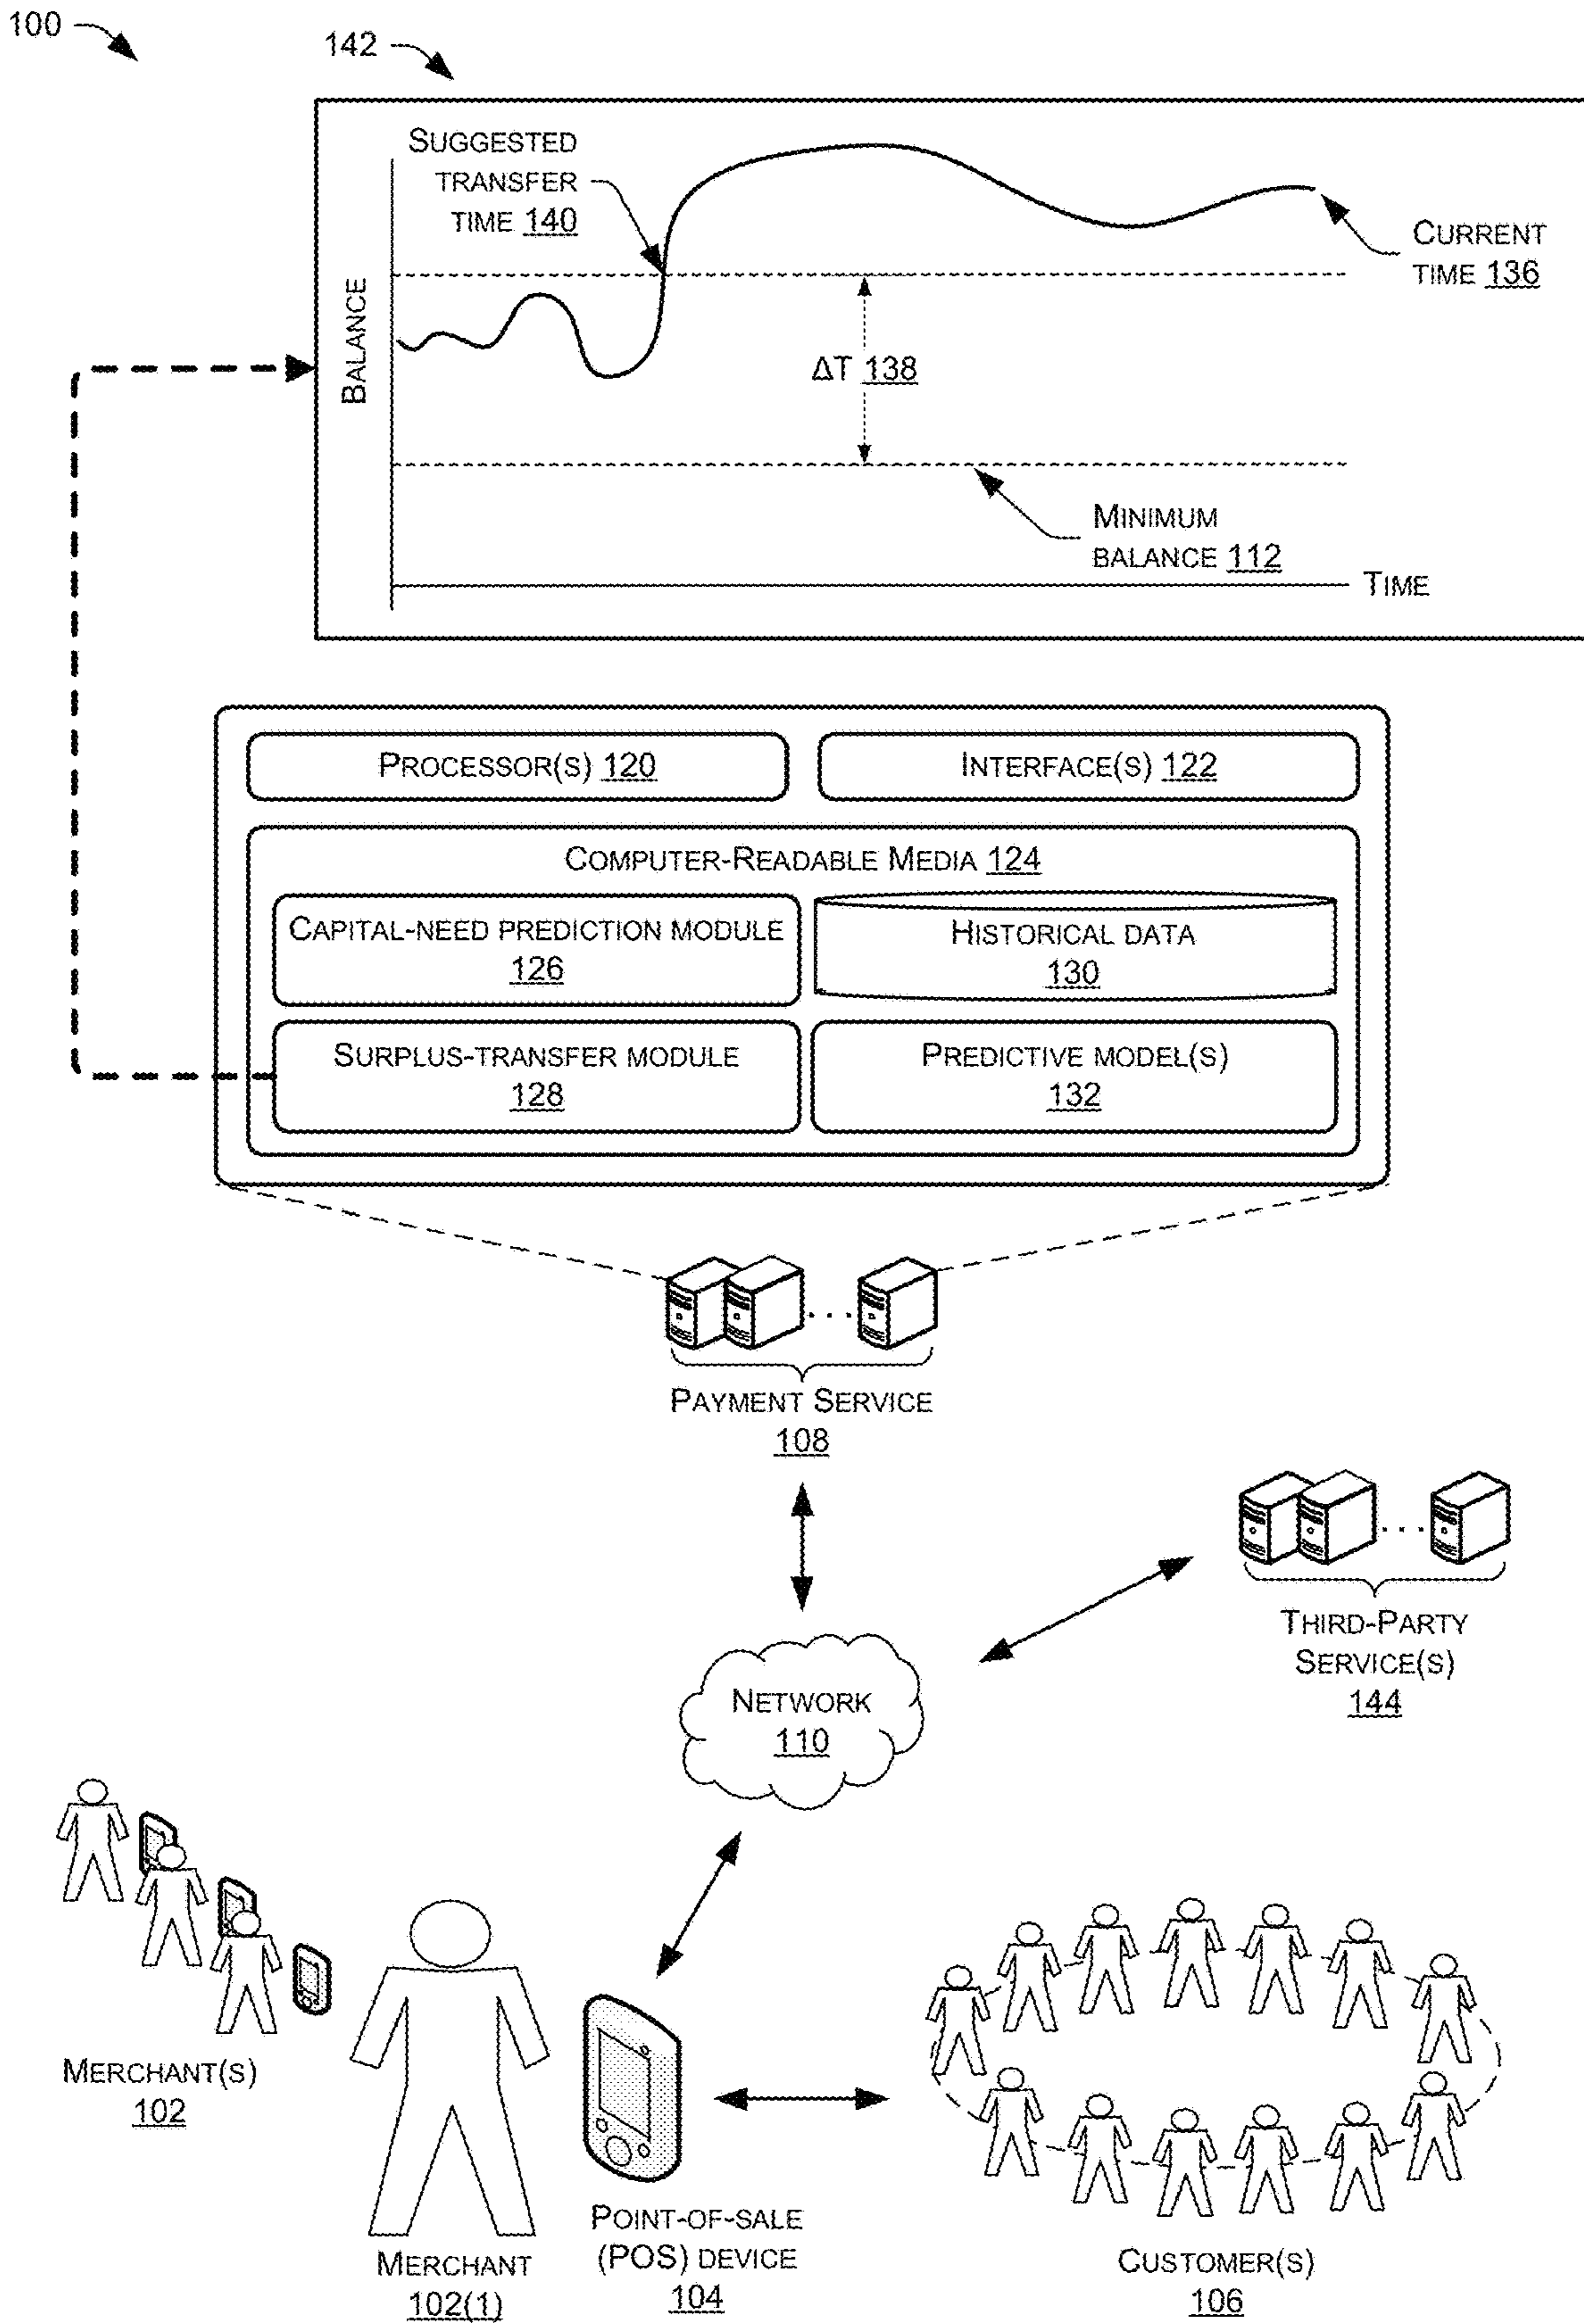 100
142
SUGGESTED
TRANSFER
TIME 140
CURRENT
TIME 136
BALANCE
ΔT 138
MINIMUM
BALANCE 112
TIME
PROCESSOR(S) 120
INTERFACE(S) 122
COMPUTER-READABLE MEDIA 124
CAPITAL-NEED PREDICTION MODULE
126
HISTORICAL DATA
130
SURPLUS-TRANSFER MODULE
128
PREDICTIVE MODEL(S)
132
PAYMENT SERVICE
108
THIRD-PARTY
SERVICE(S)
144
NETWORK
110
MERCHANT(S)
102
MERCHANT
102(1)
POINT-OF-SALE
(POS) DEVICE
104
CUSTOMER(S)
106